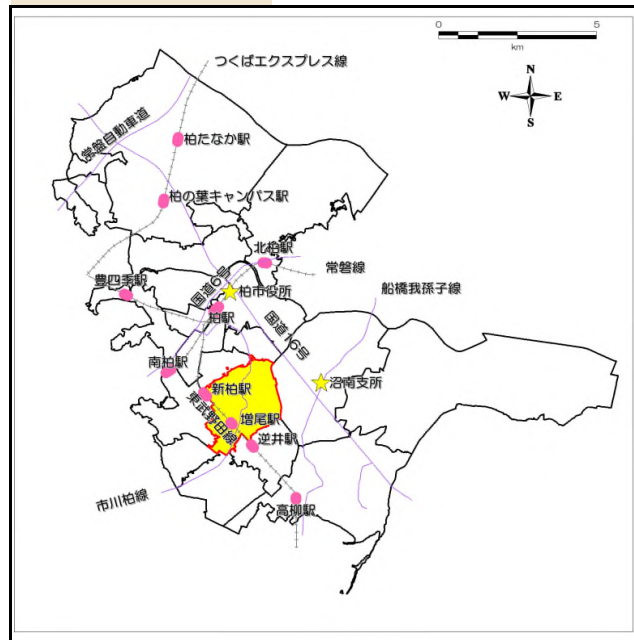 0 5
km
N
W E
S
つくばエクスプレス線
常盤自動車道
柏たなか駅
柏の葉キャンパス駅
北柏駅
常磐線
豊四季駅
国道6号
柏市役所
船橋我孫子線
柏駅
国道16号
南柏駅
沼南支所
新柏駅
東武野田線
増尾駅
逆井駅
市川柏線
高柳駅